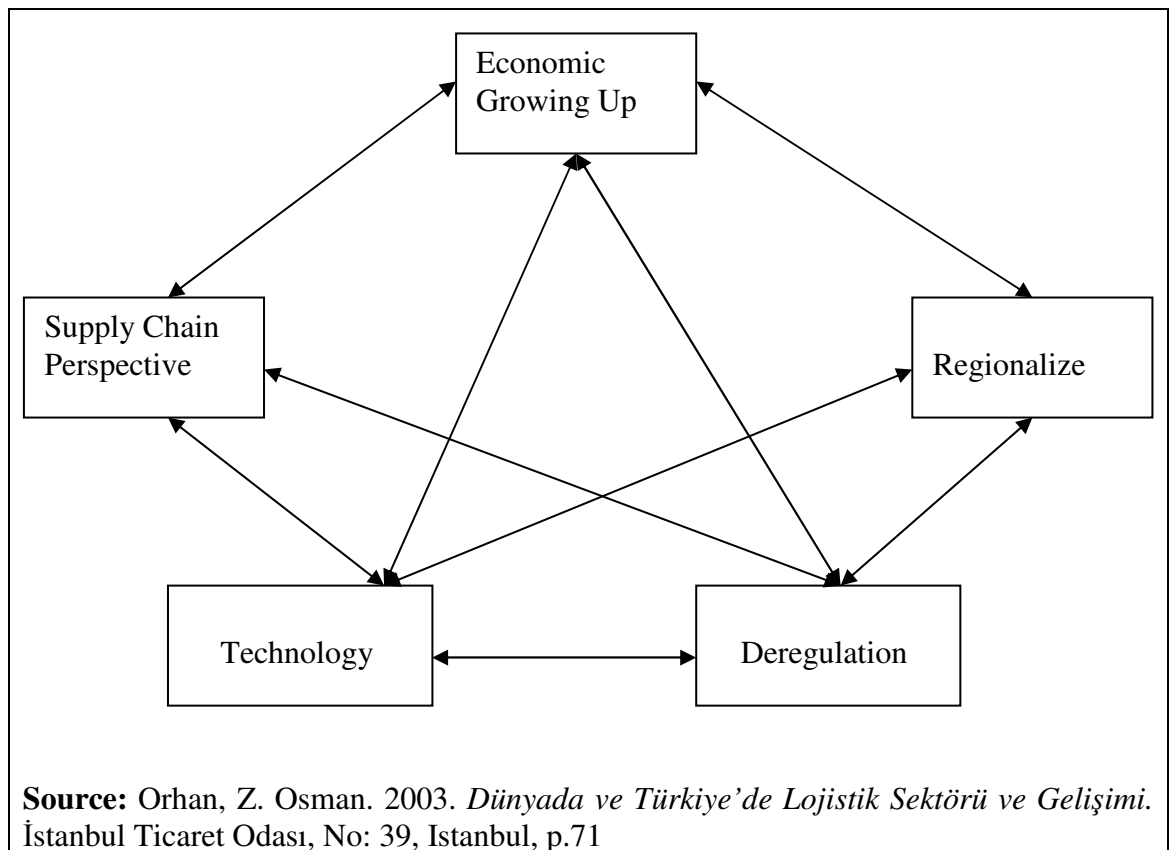 Economic
Growing Up
Supply Chain
Perspective
Regionalize
Technology
Deregulation
Source: Orhan, Z. Osman. 2003. Dünyada ve Türkiye’de Lojistik Sektörü ve Gelişimi.
İstanbul Ticaret Odası, No: 39, Istanbul, p.71